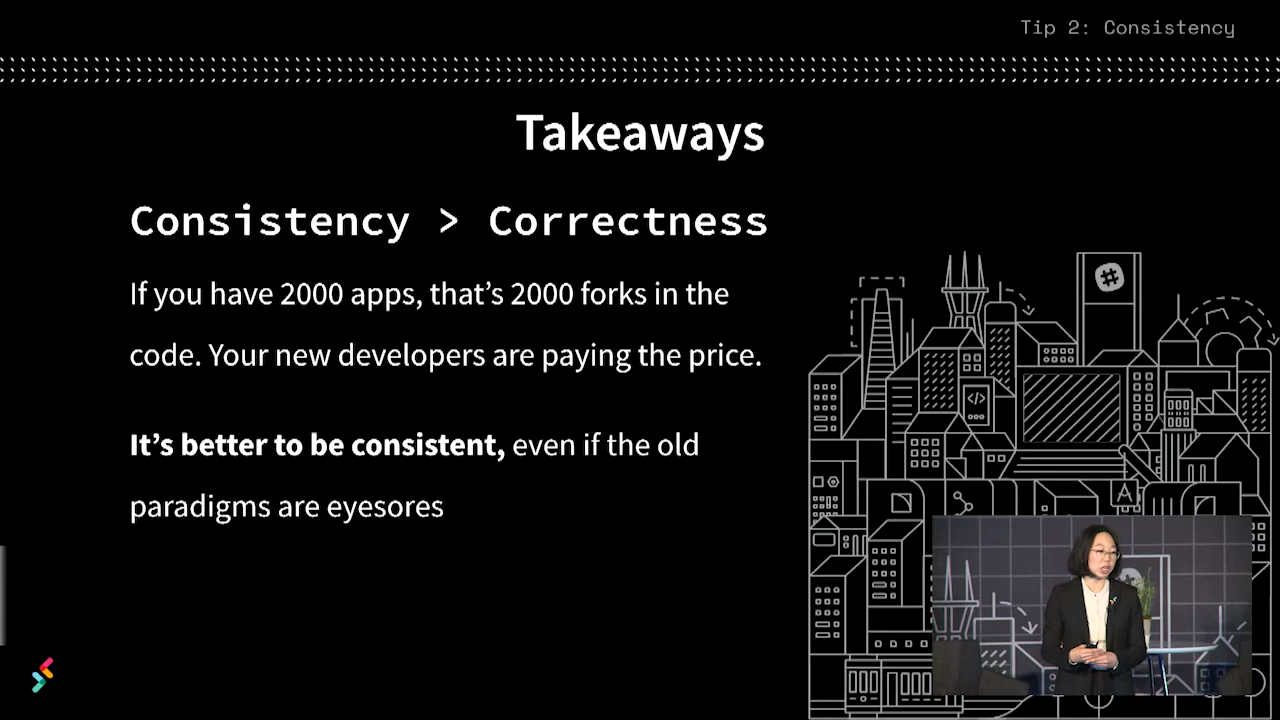 Tip 2: Consistency
Takeaways
Consistency > Correctness
If you have 2000 apps, that’s 2000 forks in the
code. Your new developers are paying the price.
It’s better to be consistent, even if the old
paradigms are eyesores